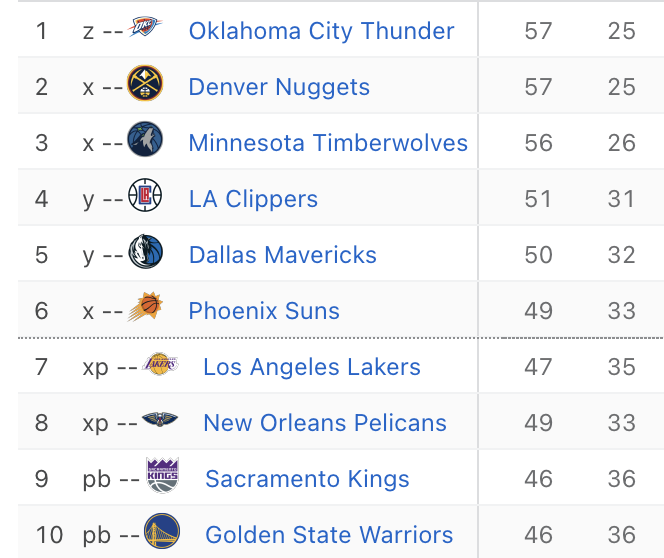 1 z -- OKC Oklahoma City Thunder 57 25
2 x -- Denver Nuggets 57 25
3 x -- Minnesota Timberwolves 56 26
4 y -- LA Clippers 51 31
5 y -- Dallas Mavericks 50 32
6 x -- Phoenix Suns 49 33
7 xp -- LAKERS Los Angeles Lakers 47 35
8 xp -- New Orleans Pelicans 49 33
9 pb -- KINGS Sacramento Kings 46 36
10 pb -- Golden State Warriors 46 36